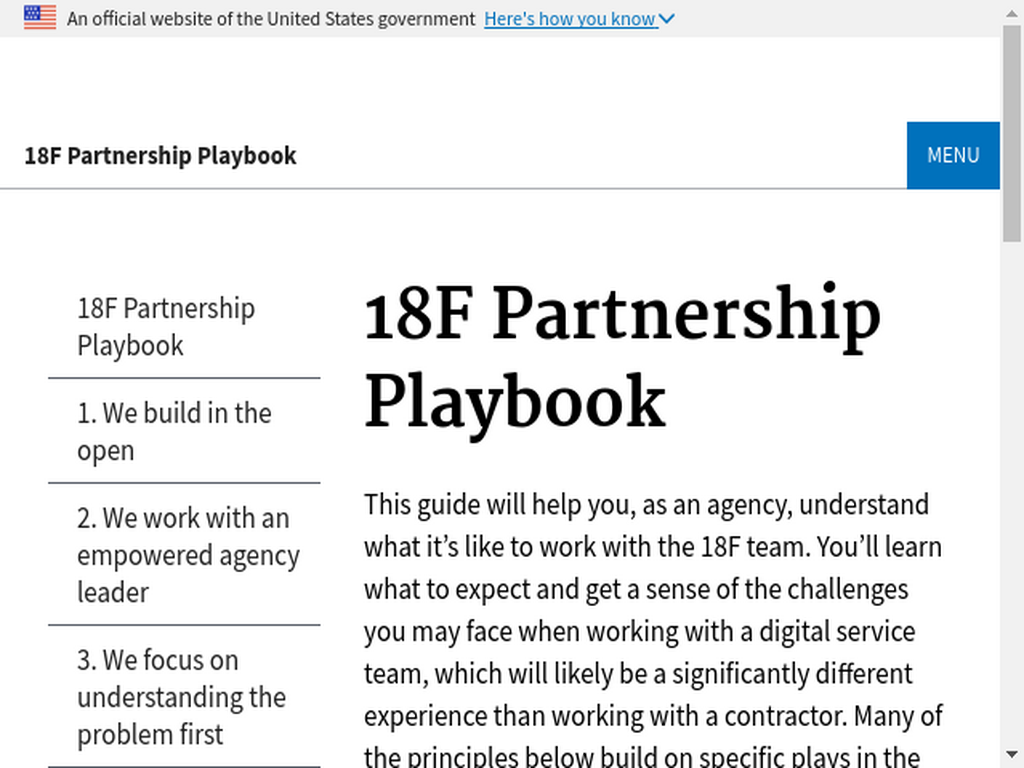 An official website of the United States government Here's how you know
18F Partnership Playbook
MENU
18F Partnership
Playbook
1. We build in the
open
2. We work with an
empowered agency
leader
3. We focus on
understanding the
problem first
18F Partnership
Playbook
This guide will help you, as an agency, understand
what it’s like to work with the 18F team. You’ll learn
what to expect and get a sense of the challenges
you may face when working with a digital service
team, which will likely be a significantly different
experience than working with a contractor. Many of
the principles below build on specific plays in the